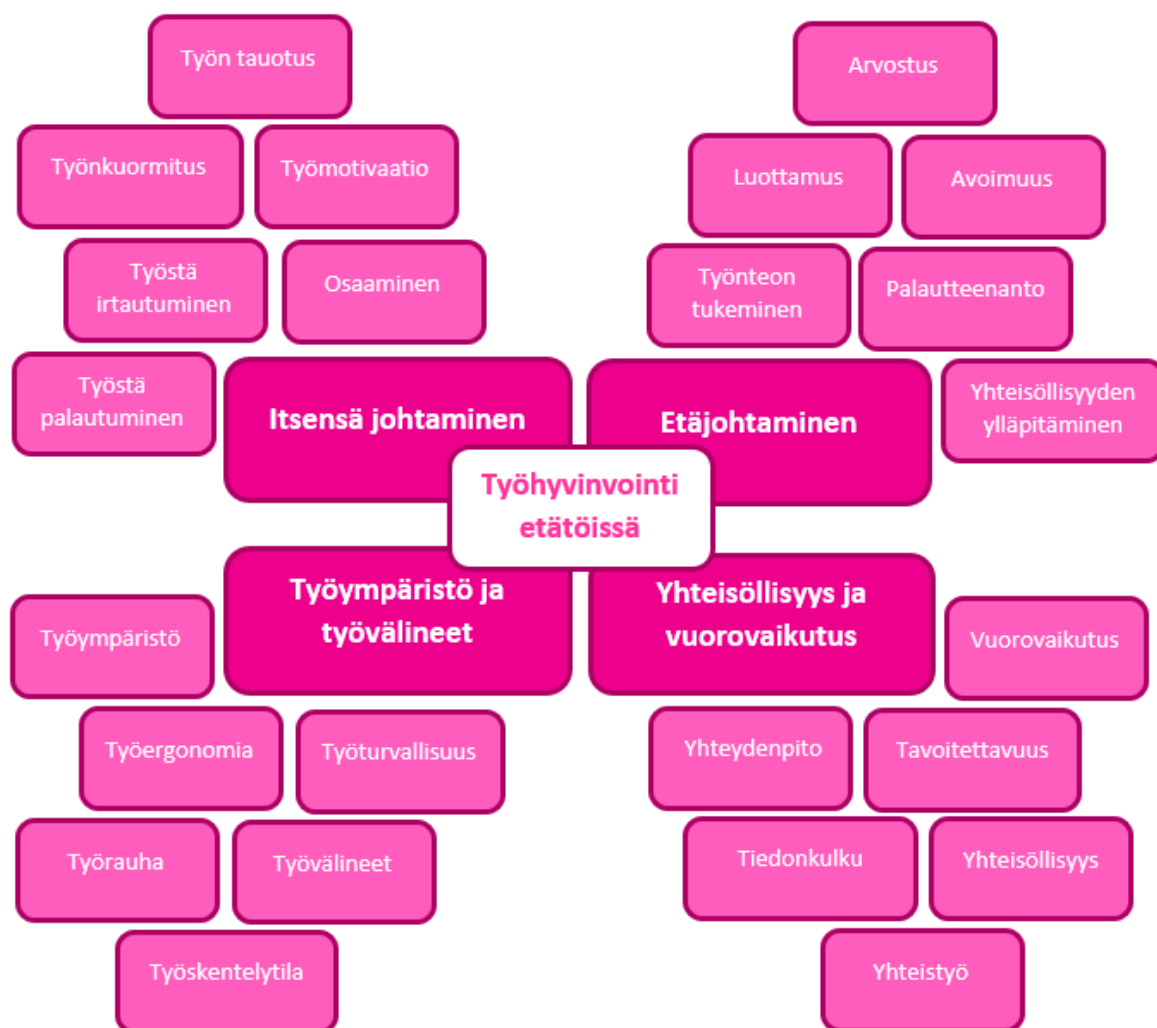 Työn tauotus
Arvostus
Työnkuormitus
Työmotivaatio
Luottamus
Avoimuus
Työstä
irtautuminen
Osaaminen
Työnteon
tukeminen
Palautteenanto
Työstä
palautuminen
Itsensä johtaminen
Etäjohtaminen
Yhteisöllisyyden
ylläpitäminen
Työhyvinvointi
etätöissä
Työympäristö ja
työvälineet
Yhteisöllisyys ja
vuorovaikutus
Työympäristö
Vuorovaikutus
Työergonomia
Työturvallisuus
Yhteydenpito
Tavoitettavuus
Työrauha
Työvälineet
Tiedonkulku
Yhteisöllisyys
Työskentelytila
Yhteistyö